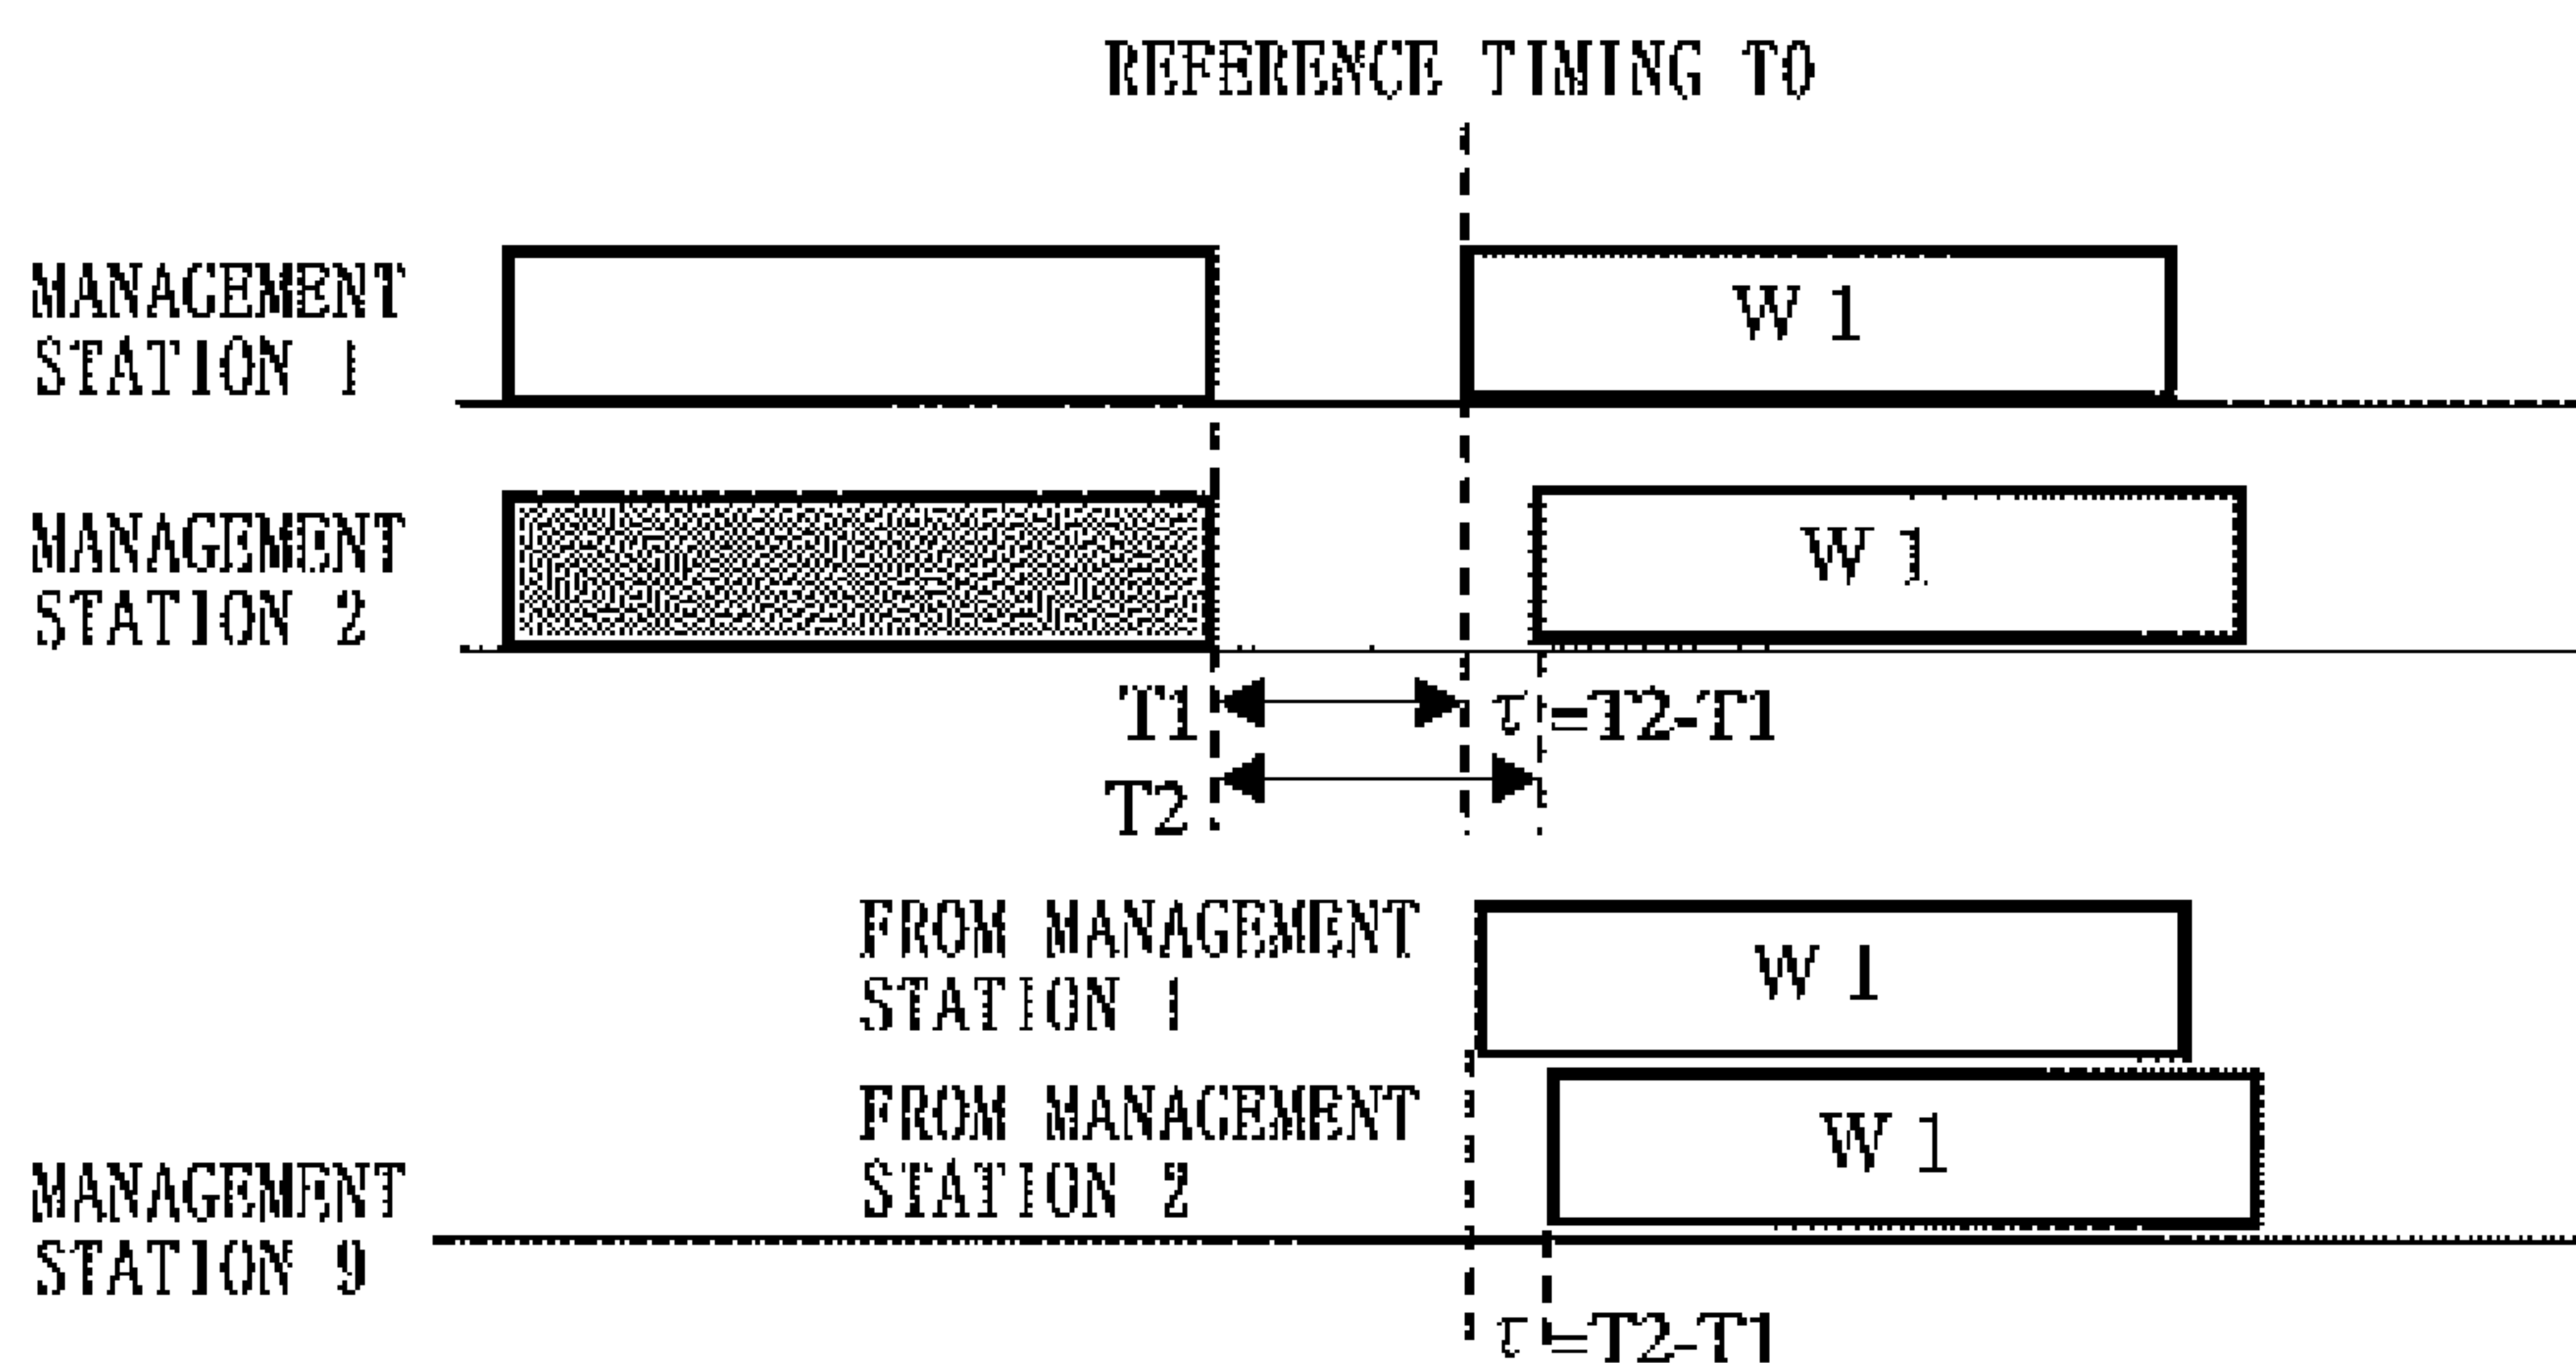 REFERENCE TIMING T0
MANAGEMENT
STATION 1
W 1
MANAGEMENT
STATION 2
W 1
T1
τ=T2-T1
T2
FROM MANAGEMENT
STATION 1
W 1
FROM MANAGEMENT
STATION 2
W 1
MANAGEMENT
STATION 9
τ=T2-T1